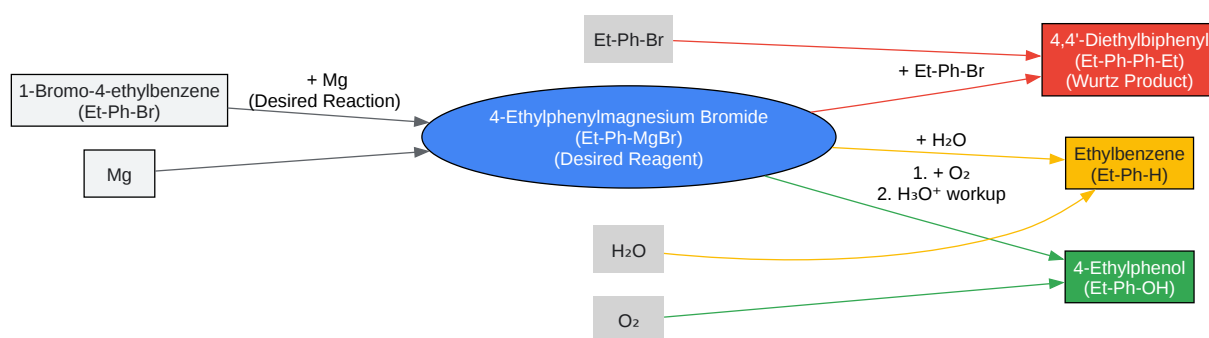 Et-Ph-Br
4,4'-Diethylbiphenyl
(Et-Ph-Ph-Et)
(Wurtz Product)
+ Et-Ph-Br
1-Bromo-4-ethylbenzene
(Et-Ph-Br)
+ Mg
(Desired Reaction)
4-Ethylphenylmagnesium Bromide
(Et-Ph-MgBr)
(Desired Reagent)
+ H₂O
Ethylbenzene
(Et-Ph-H)
Mg
1. + O₂
2. H₃O⁺ workup
H₂O
4-Ethylphenol
(Et-Ph-OH)
O₂